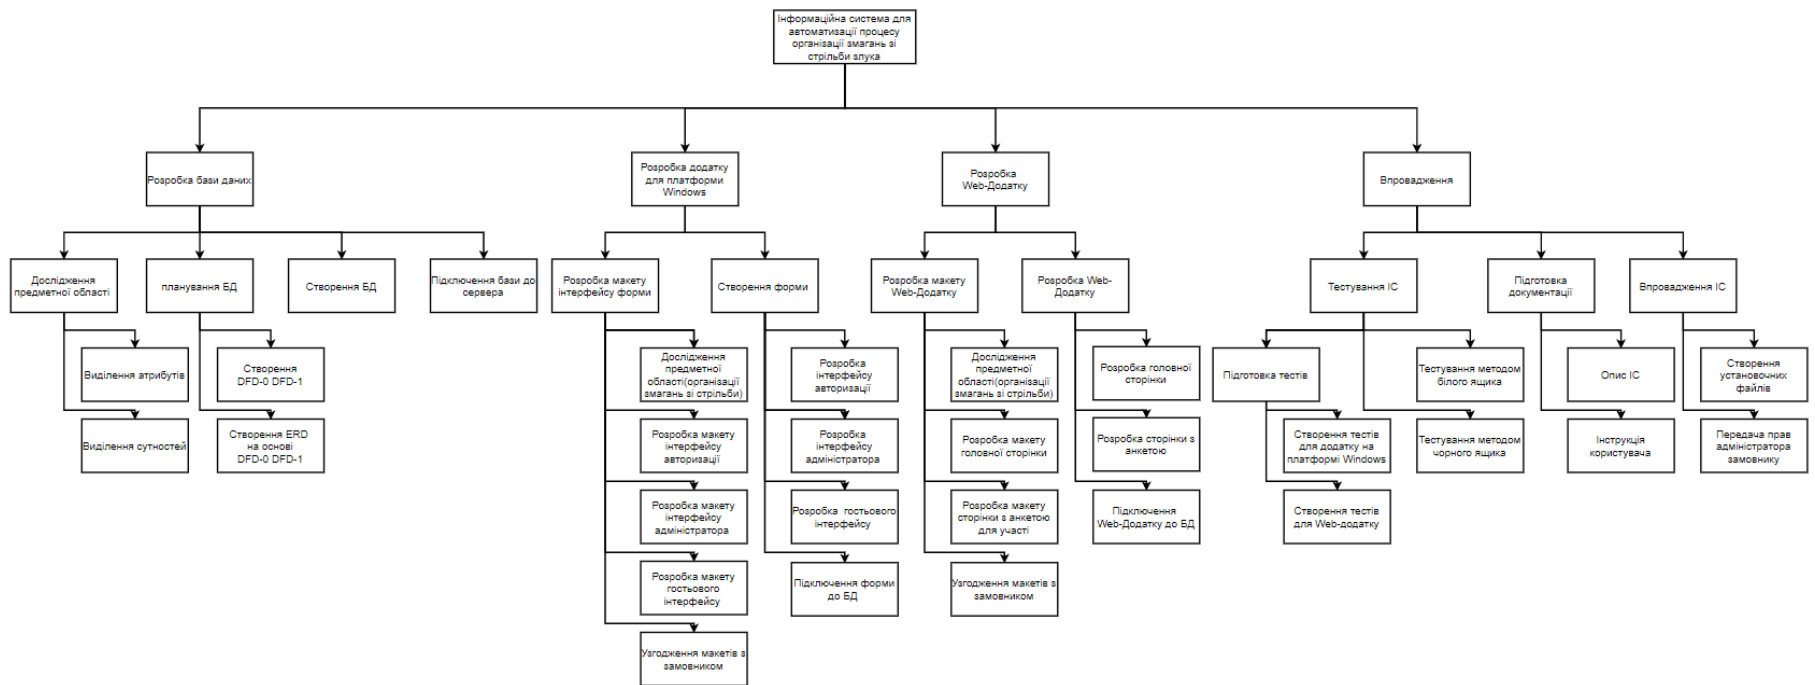 Інформаційна система для
автоматизації процесу
організації змагань зі
стрільби злука
Розробка бази даних
Розробка додатку
для платформи
Windows
Розробка
Web-Додатку
Впровадження
Дослідження
предметної області
планування БД
Створення БД
Підключення бази до
сервера
Розробка макету
інтерфейсу форми
Створення форми
Розробка макету
Web-Додатку
Розробка Web-
Додатку
Тестування ІС
Підготовка
документації
Впровадження ІС
Виділення атрибутів
Створення
DFD-0 DFD-1
Дослідження
предметної
області(організації
змагань зі стрільби)
Розробка
інтерфейсу
авторизації
Дослідження
предметної
області(організації
змагань зі стрільби)
Розробка головної
сторінки
Підготовка тестів
Тестування методом
білого ящика
Опис ІС
Створення
установочних
файлів
Виділення сутностей
Створення ERD
на основі
DFD-0 DFD-1
Розробка макету
інтерфейсу
авторизації
Розробка
інтерфейсу
адміністратора
Розробка макету
головної сторінки
Розробка сторінки з
анкетою
Створення тестів
для додатку на
платформі Windows
Тестування методом
чорного ящика
Інструкція
користувача
Передача прав
адміністратора
замовнику
Розробка макету
інтерфейсу
адміністратора
Розробка гостьового
інтерфейсу
Розробка макету
сторінки з анкетою
для участі
Підключення
Web-Додатку до БД
Створення тестів
для Web-додатку
Розробка макету
гостьового
інтерфейсу
Підключення форми
до БД
Узгодження макетів з
замовником
Узгодження макетів з
замовником